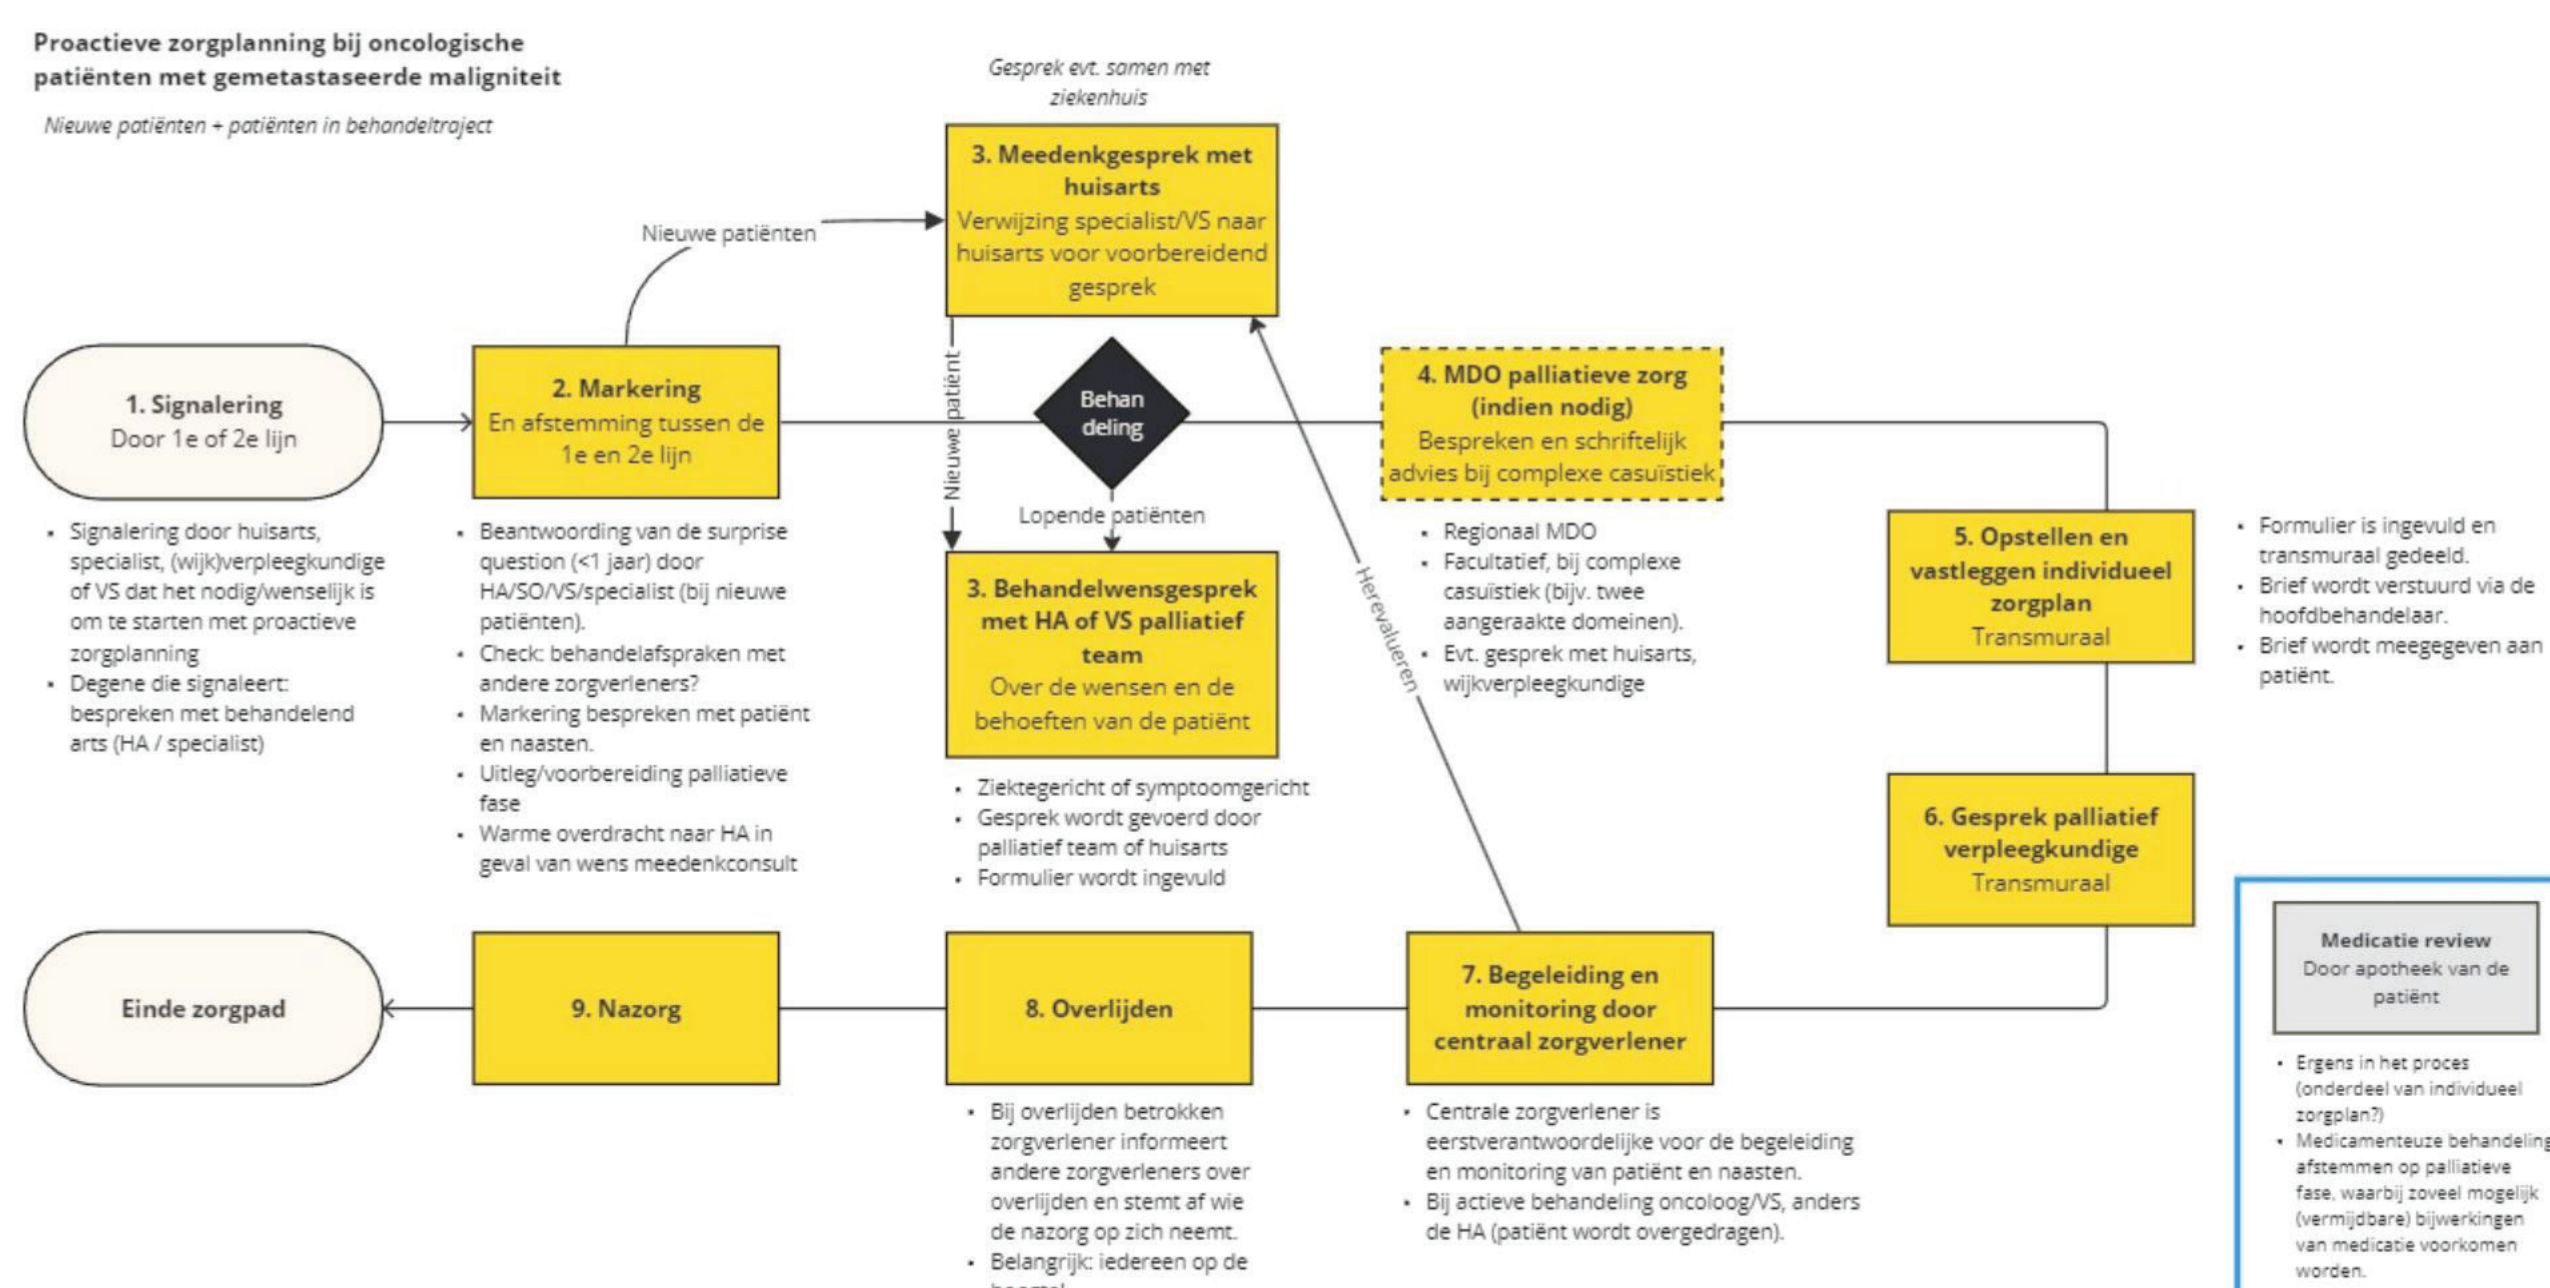 Proactieve zorgplanning bij oncologische
patiënten met gemetastaseerde maligniteit
Nieuwe patiënten + patiënten in behandeltraject
Gesprek evt. samen met
ziekenhuis
3. Meedenkgesprek met
huisarts
Verwijzing specialist/VS naar
huisarts voor voorbereidend
gesprek
Nieuwe patiënten
1. Signalering
Door 1e of 2e lijn
2. Markering
En afstemming tussen de
1e en 2e lijn
Nieuwe patiënt
Behan
deling
Lopende patiënten
4. MDO palliatieve zorg
(indien nodig)
Bespreken en schriftelijk
advies bij complexe casuïstiek
• Signalering door huisarts,
specialist, (wijk)verpleegkundige
of VS dat het nodig/wenselijk is
om te starten met proactieve
zorgplanning
• Degene die signaleert:
bespreken met behandelend
arts (HA / specialist)
• Beantwoording van de surprise
question (<1 jaar) door
HA/SO/VS/specialist (bij nieuwe
patiënten).
• Check: behandelafspraken met
andere zorgverleners?
• Markering bespreken met patiënt
en naasten.
• Uitleg/voorbereiding palliatieve
fase
• Warme overdracht naar HA in
geval van wens meedenkconsult
3. Behandelwensgesprek
met HA of VS palliatief
team
Over de wensen en de
behoeften van de patiënt
• Ziektegericht of symptoomgericht
• Gesprek wordt gevoerd door
palliatief team of huisarts
• Formulier wordt ingevuld
Herevalueren
• Regionaal MDO
• Facultatief, bij complexe
casuïstiek (bijv. twee
aangeraakte domeinen).
• Evt. gesprek met huisarts,
wijkverpleegkundige
5. Opstellen en
vastleggen individueel
zorgplan
Transmuraal
• Formulier is ingevuld en
transmuraal gedeeld.
• Brief wordt verstuurd via de
hoofdbehandelaar.
• Brief wordt meegegeven aan
patiënt.
6. Gesprek palliatief
verpleegkundige
Transmuraal
Einde zorgpad
9. Nazorg
8. Overlijden
7. Begeleiding en
monitoring door
centraal zorgverlener
Medicatie review
Door apotheek van de
patiënt
• Bij overlijden betrokken
zorgverlener informeert
andere zorgverleners over
overlijden en stemt af wie
de nazorg op zich neemt.
• Belangrijk: iedereen op de
• Centrale zorgverlener is
eerstverantwoordelijke voor de begeleiding
en monitoring van patiënt en naasten.
• Bij actieve behandeling oncoloog/VS, anders
de HA (patiënt wordt overgedragen).
• Ergens in het proces
(onderdeel van individueel
zorgplan?)
• Medicamenteuze behandeling
afstemmen op palliatieve
fase, waarbij zoveel mogelijk
(vermijdbare) bijwerkingen
van medicatie voorkomen
worden.